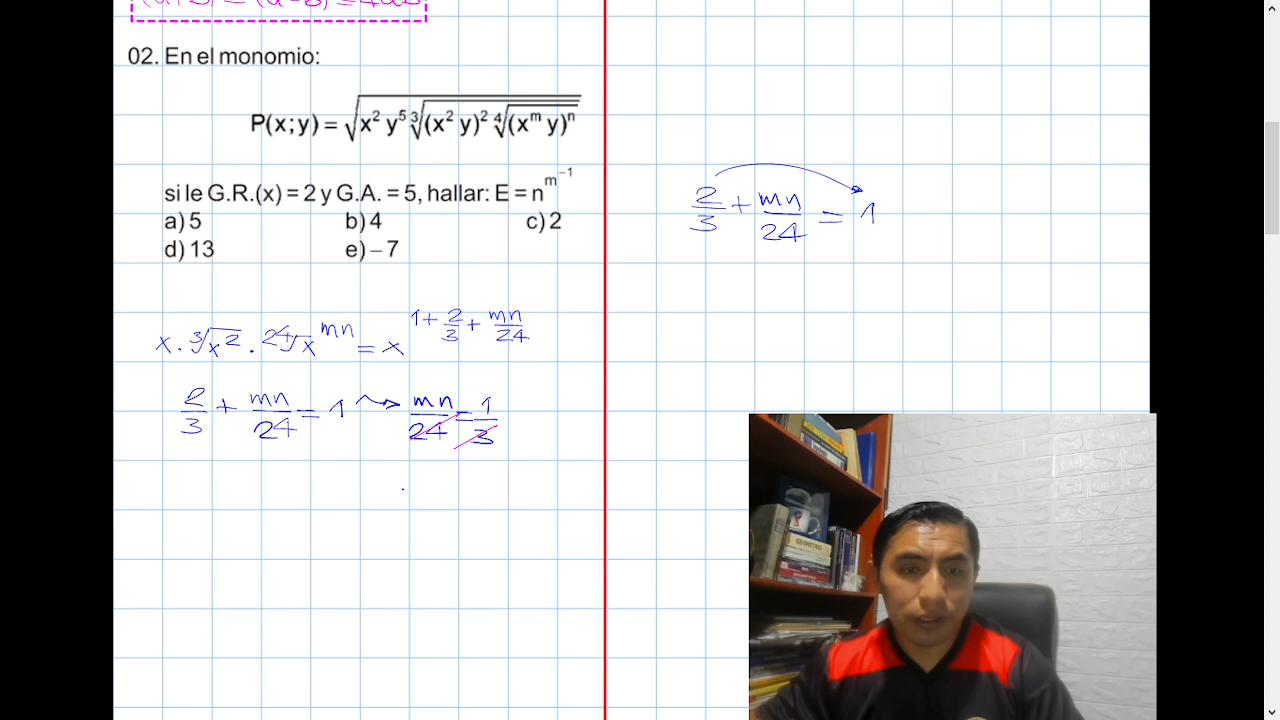 02. En el monomio:
P(x;y) = √(x² y⁵ ∛((x² y)² ∜((xᵐ y)ⁿ)))
si le G.R.(x) = 2 y G.A. = 5, hallar: E = n^m^-1
a) 5 b) 4 c) 2
d) 13 e) – 7
x . ∛x² . ²⁴√x^mn = x^(1 + 2/3 + mn/24)
2/3 + mn/24 = 1 → mn/24 = 1/3
2/3 + mn/24 = 1
GEOMETRIA